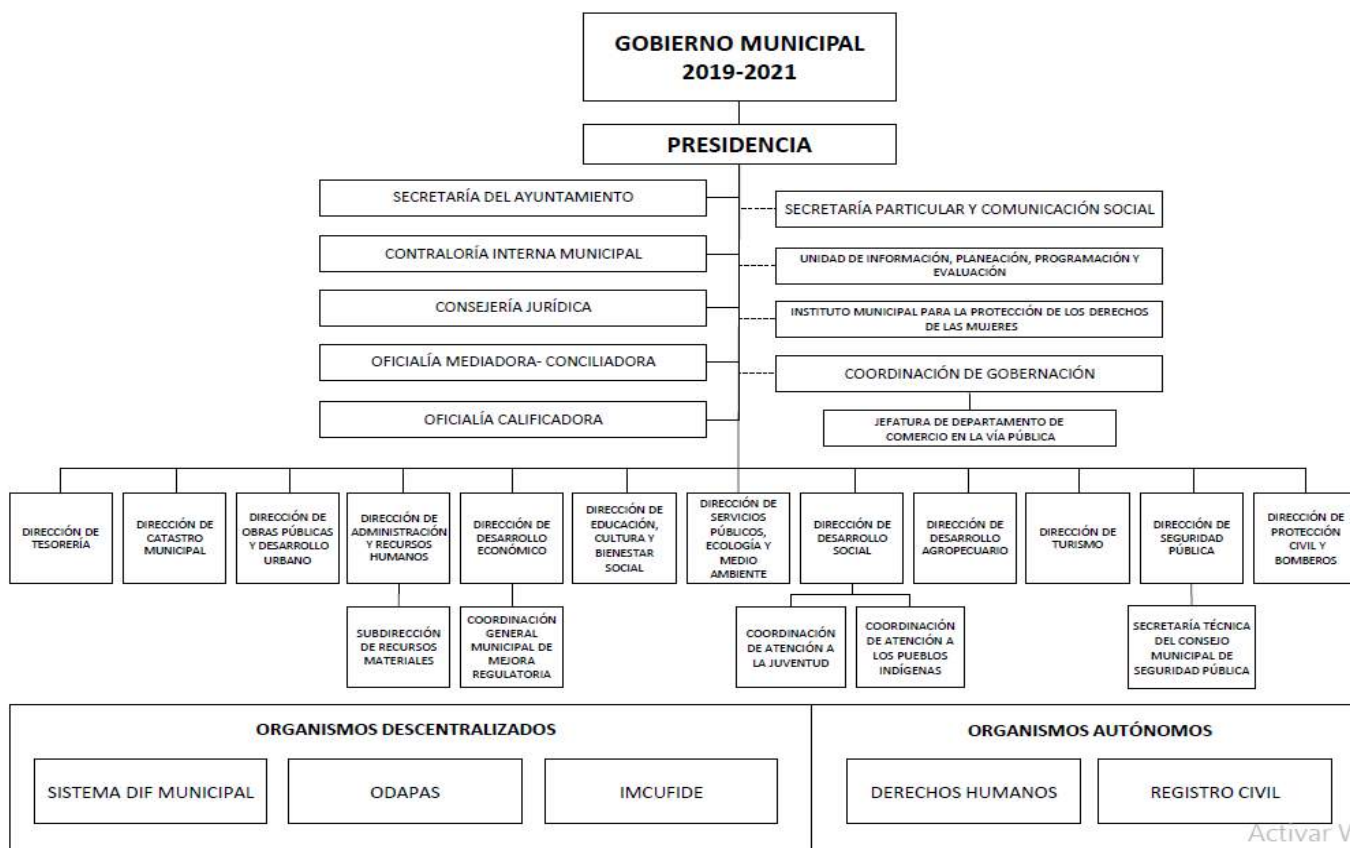 GOBIERNO MUNICIPAL
2019-2021
PRESIDENCIA
SECRETARÍA DEL AYUNTAMIENTO
SECRETARÍA PARTICULAR Y COMUNICACIÓN SOCIAL
CONTRALORÍA INTERNA MUNICIPAL
UNIDAD DE INFORMACIÓN, PLANEACIÓN, PROGRAMACIÓN Y
EVALUACIÓN
CONSEJERÍA JURÍDICA
INSTITUTO MUNICIPAL PARA LA PROTECCIÓN DE LOS DERECHOS
DE LAS MUJERES
OFICIALÍA MEDIADORA- CONCILIADORA
COORDINACIÓN DE GOBERNACIÓN
OFICIALÍA CALIFICADORA
JEFATURA DE DEPARTAMENTO DE
COMERCIO EN LA VÍA PÚBLICA
DIRECCIÓN DE
TESORERÍA
DIRECCIÓN DE
CATASTRO
MUNICIPAL
DIRECCIÓN DE
OBRAS PÚBLICAS
Y DESARROLLO
URBANO
DIRECCIÓN DE
ADMINISTRACIÓN
Y RECURSOS
HUMANOS
DIRECCIÓN DE
DESARROLLO
ECONÓMICO
DIRECCIÓN DE
EDUCACIÓN,
CULTURA Y
BIENESTAR
SOCIAL
DIRECCIÓN DE
SERVICIOS
PÚBLICOS,
ECOLOGÍA Y
MEDIO
AMBIENTE
DIRECCIÓN DE
DESARROLLO
SOCIAL
DIRECCIÓN DE
DESARROLLO
AGROPECUARIO
DIRECCIÓN DE
TURISMO
DIRECCIÓN DE
SEGURIDAD
PÚBLICA
DIRECCIÓN DE
PROTECCIÓN
CIVIL Y
BOMBEROS
SUBDIRECCIÓN
DE RECURSOS
MATERIALES
COORDINACIÓN
GENERAL
MUNICIPAL DE
MEJORA
REGULATORIA
COORDINACIÓN
DE ATENCIÓN A
LA JUVENTUD
COORDINACIÓN
DE ATENCIÓN A
LOS PUEBLOS
INDÍGENAS
SECRETARÍA TÉCNICA
DEL CONSEJO
MUNICIPAL DE
SEGURIDAD PÚBLICA
ORGANISMOS DESCENTRALIZADOS
SISTEMA DIF MUNICIPAL
ODAPAS
IMCUFIDE
ORGANISMOS AUTÓNOMOS
DERECHOS HUMANOS
REGISTRO CIVIL
Activar W